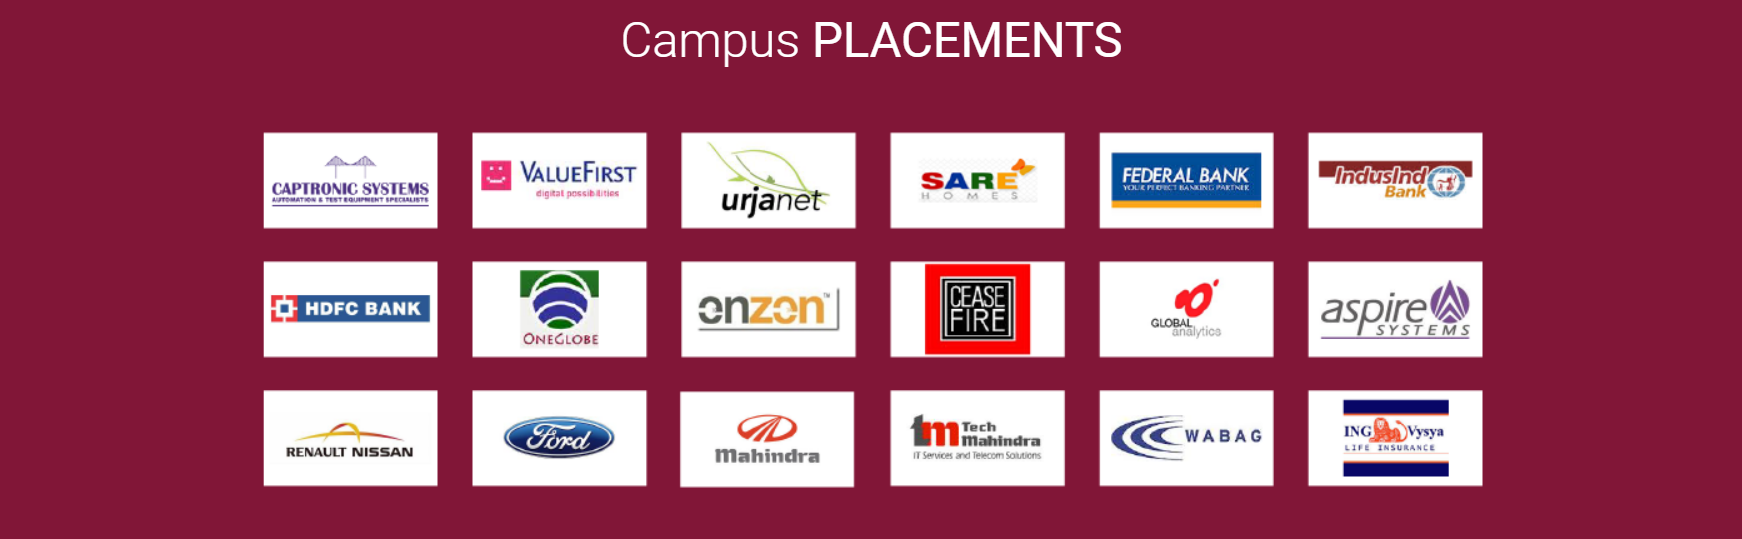 Campus PLACEMENTS
CAPTRONIC SYSTEMS
AUTOMATION & TEST EQUIPMENT SPECIALISTS
VALUEFIRST
digital possibilities
urjanet
SARE
HOMES
FEDERAL BANK
YOUR PERFECT BANKING PARTNER
IndusInd
Bank
HDFC BANK
ONEGLOBE
enzen™
CEASE
FIRE
GLOBAL
analytics
aspire
SYSTEMS
RENAULT NISSAN
Ford
Mahindra
tm Tech
Mahindra
IT Services and Telecom Solutions
WABAG
ING Vysya
LIFE INSURANCE